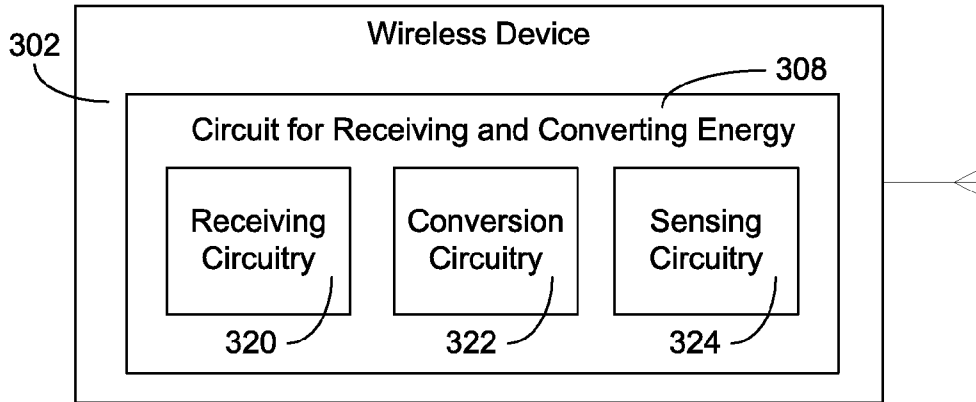 Wireless Device
302
308
Circuit for Receiving and Converting Energy
Receiving
Circuitry
Conversion
Circuitry
Sensing
Circuitry
320
322
324